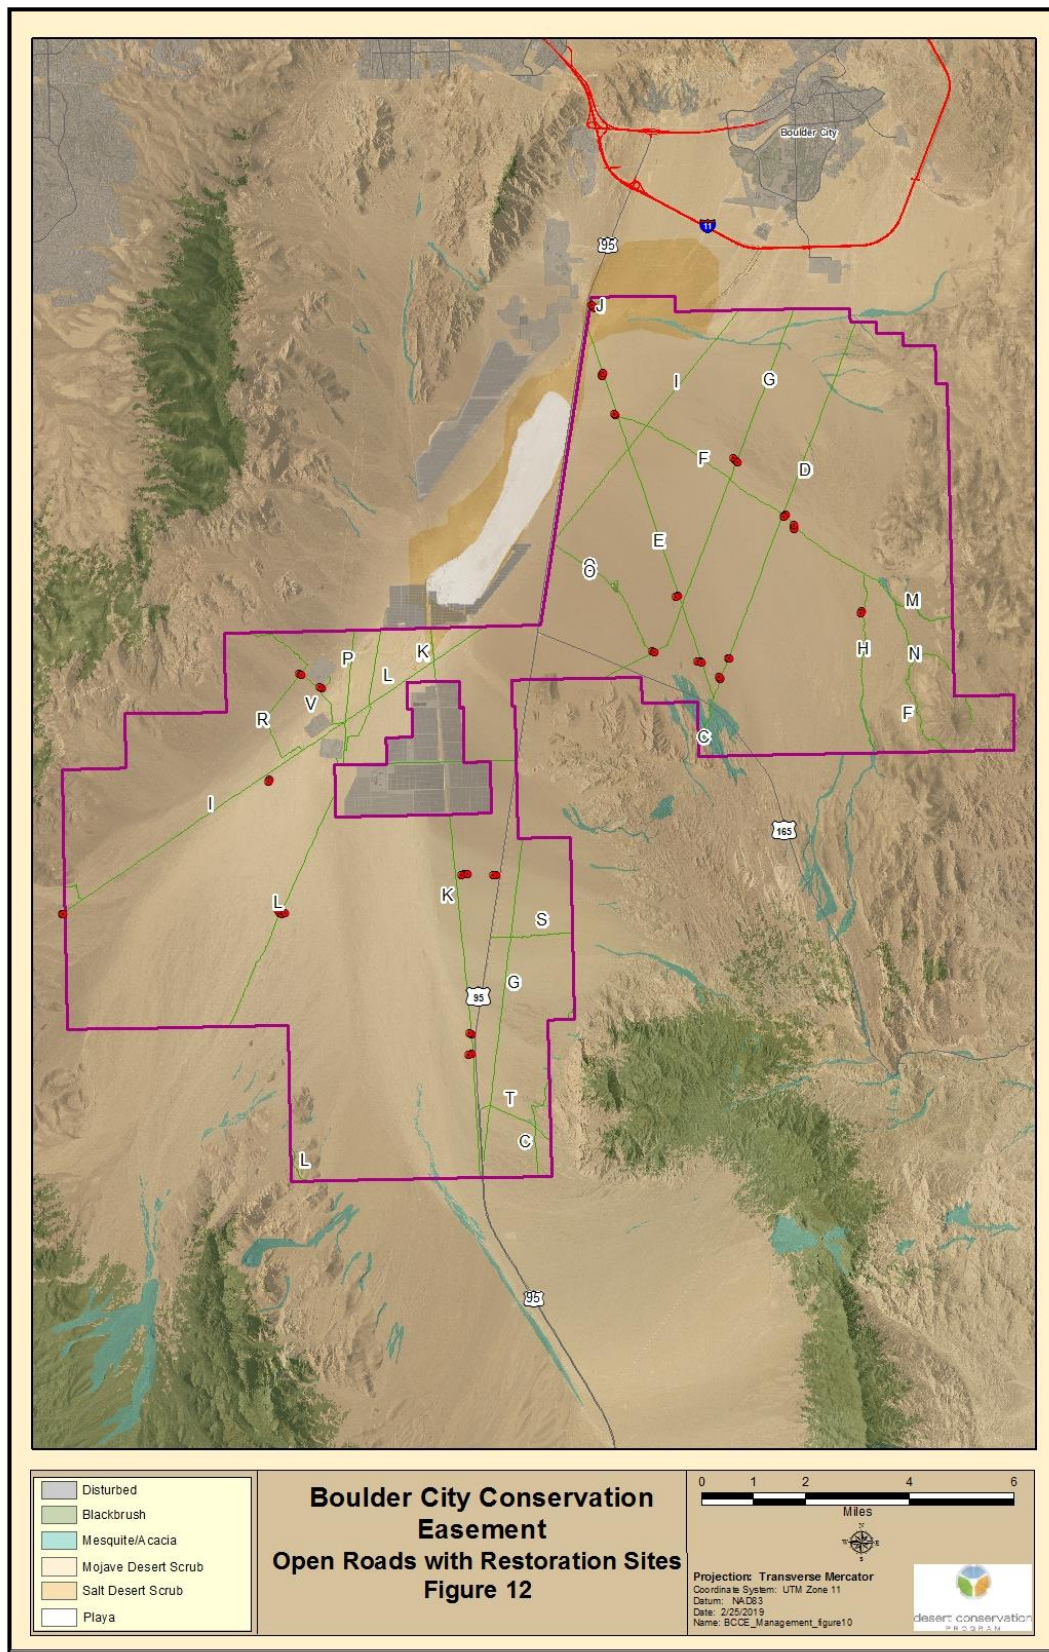 Boulder City
11
95
J
I
G
F
D
E
M
H
N
F
P
K
L
V
R
C
I
165
L
K
S
G
95
T
C
L
95
Disturbed
Blackbrush
Mesquite/Acacia
Mojave Desert Scrub
Salt Desert Scrub
Playa
Boulder City Conservation
Easement
Open Roads with Restoration Sites
Figure 12
0 1 2 4 6
Miles
N
W E
S
Projection: Transverse Mercator
Coordinate System: UTM Zone 11
Datum: NAD83
Date: 2/25/2019
Name: BCCE_Management_figure10
desert conservation
PROGRAM